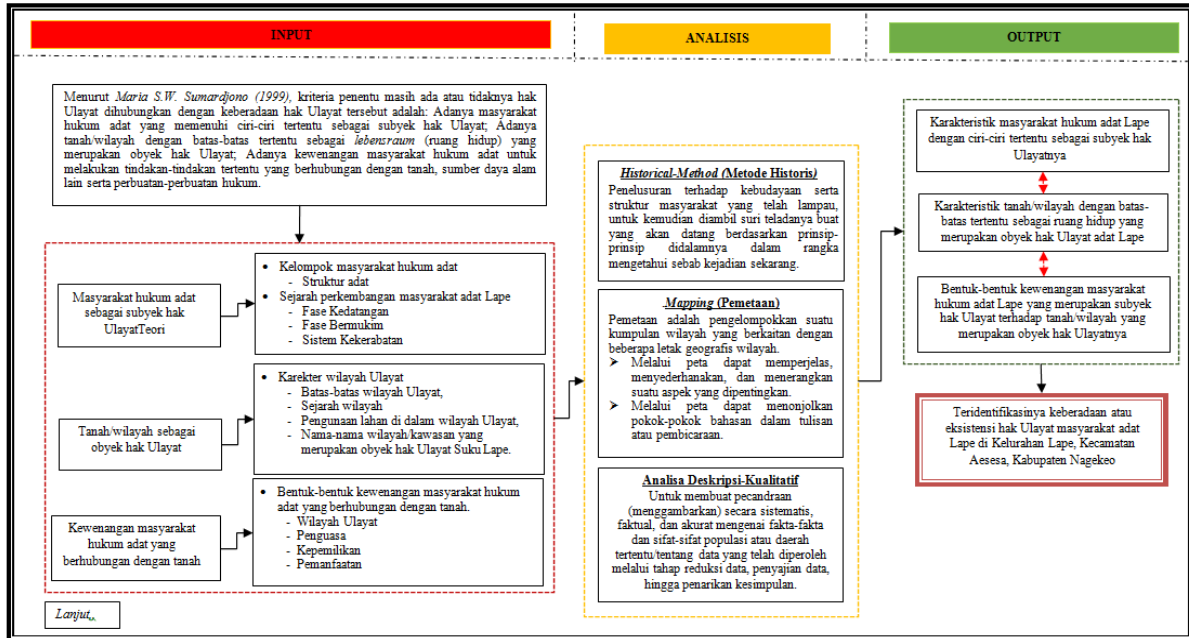 INPUT
ANALISIS
OUTPUT
Menurut Maria S.W. Sumardjono (1999), kriteria penentu masih ada atau tidaknya hak
Ulayat dihubungkan dengan keberadaan hak Ulayat tersebut adalah: Adanya masyarakat
hukum adat yang memenuhi ciri-ciri tertentu sebagai subyek hak Ulayat; Adanya
tanah/wilayah dengan batas-batas tertentu sebagai lebensraum (ruang hidup) yang
merupakan obyek hak Ulayat; Adanya kewenangan masyarakat hukum adat untuk
melakukan tindakan-tindakan tertentu yang berhubungan dengan tanah, sumber daya alam
lain serta perbuatan-perbuatan hukum.
Masyarakat hukum adat
sebagai subyek hak
UlayatTeori
• Kelompok masyarakat hukum adat
- Struktur adat
• Sejarah perkembangan masyarakat adat Lape
- Fase Kedatangan
- Fase Bermukim
- Sistem Kekerabatan
Tanah/wilayah sebagai
obyek hak Ulayat
• Karekter wilayah Ulayat
- Batas-batas wilayah Ulayat,
- Sejarah wilayah
- Pengunaan lahan di dalam wilayah Ulayat,
- Nama-nama wilayah/kawasan yang
merupakan obyek hak Ulayat Suku Lape.
Kewenangan masyarakat
hukum adat yang
berhubungan dengan tanah
• Bentuk-bentuk kewenangan masyarakat hukum
adat yang berhubungan dengan tanah.
- Wilayah Ulayat
- Penguasa
- Kepemilikan
- Pemanfaatan
Lanjut
Historical-Method (Metode Historis)
Penelusuran terhadap kebudayaan serta
struktur masyarakat yang telah lampau,
untuk kemudian diambil suri teladanya buat
yang akan datang berdasarkan prinsip-
prinsip didalamnya dalam rangka
mengetahui sebab kejadian sekarang.
Mapping (Pemetaan)
Pemetaan adalah pengelompokkan suatu
kumpulan wilayah yang berkaitan dengan
beberapa letak geografis wilayah.
➢ Melalui peta dapat memperjelas,
menyederhanakan, dan menerangkan
suatu aspek yang dipentingkan.
➢ Melalui peta dapat menonjolkan
pokok-pokok bahasan dalam tulisan
atau pembicaraan.
Analisa Deskripsi-Kualitatif
Untuk membuat pecandraan
(menggambarkan) secara sistematis,
faktual, dan akurat mengenai fakta-fakta
dan sifat-sifat populasi atau daerah
tertentu/tentang data yang telah diperoleh
melalui tahap reduksi data, penyajian data,
hingga penarikan kesimpulan.
Karakteristik masyarakat hukum adat Lape
dengan ciri-ciri tertentu sebagai subyek hak
Ulayatnya
Karakteristik tanah/wilayah dengan batas-
batas tertentu sebagai ruang hidup yang
merupakan obyek hak Ulayat adat Lape
Bentuk-bentuk kewenangan masyarakat
hukum adat Lape yang merupakan subyek
hak Ulayat terhadap tanah/wilayah yang
merupakan obyek hak Ulayatnya
Teridentifikasinya keberadaan atau
eksistensi hak Ulayat masyarakat adat
Lape di Kelurahan Lape, Kecamatan
Aesesa, Kabupaten Nagekeo